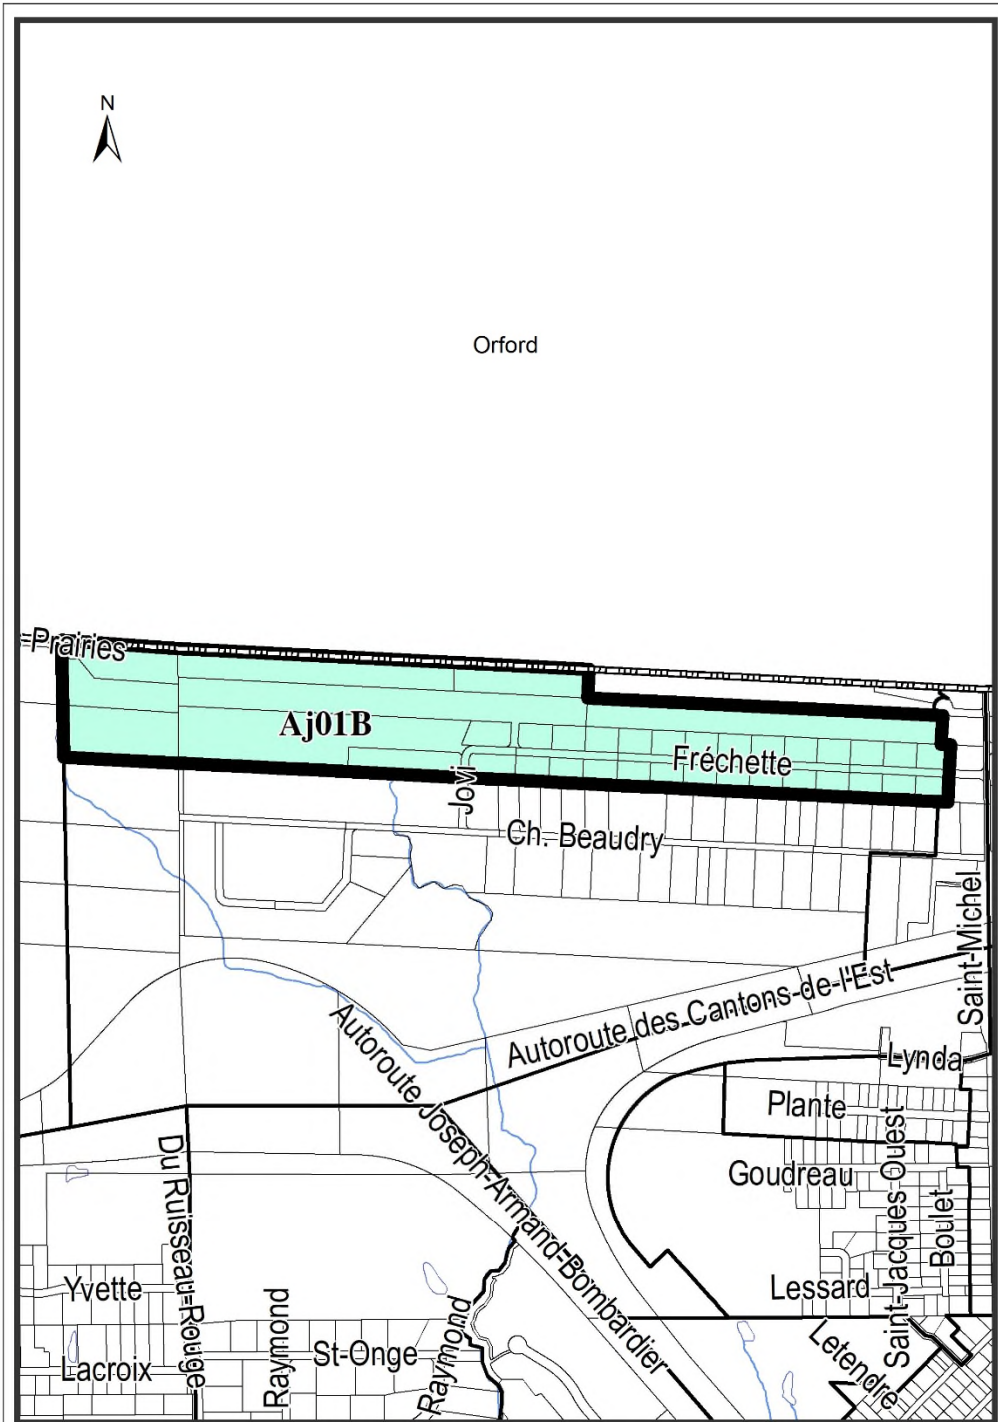 N
Orford
Prairies
Aj01B
Fréchette
Jovi
Ch. Beaudry
Saint-Michel
Autoroute des Cantons-de-l'Est
Autoroute Joseph-Armand-Bombardier
Lynda
Plante
Du Ruisseau-Rouge
Goudreau
Saint-Jacques Ouest
Boulet
Yvette
Raymond
Raymond
Lessard
St-Onge
Letendre
Lacroix